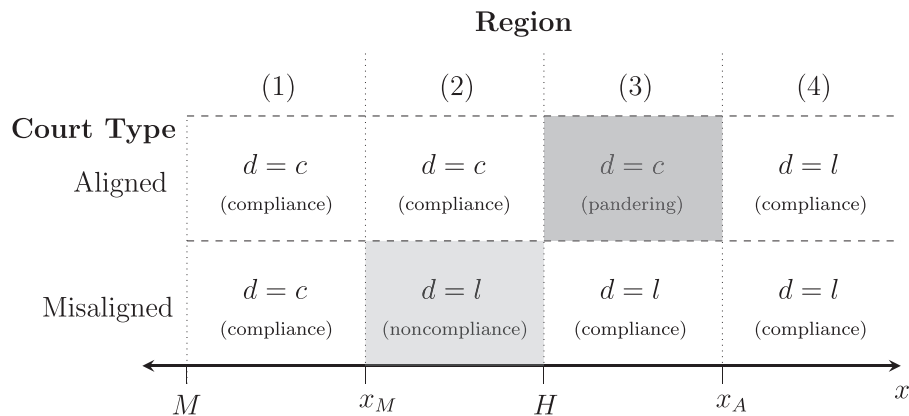 Region
(1) (2) (3) (4)
Court Type
Aligned
d = c d = c d = c d = l
(compliance) (compliance) (pandering) (compliance)
Misaligned
d = c d = l d = l d = l
(compliance) (noncompliance) (compliance) (compliance)
M x_M H x_A x